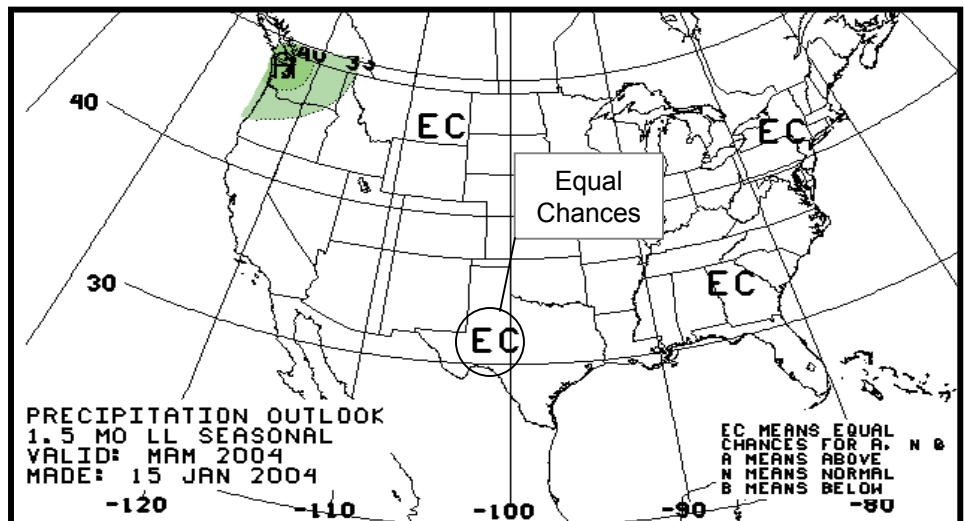 40 33
A
40
EC
EC
Equal
Chances
EC
30
EC
PRECIPITATION OUTLOOK
1.5 MO LL SEASONAL
VALID: MAM 2004
MADE: 15 JAN 2004
EC MEANS EQUAL
CHANCES FOR A, N &
A MEANS ABOVE
N MEANS NORMAL
B MEANS BELOW
-120 -110 -100 -90 -80